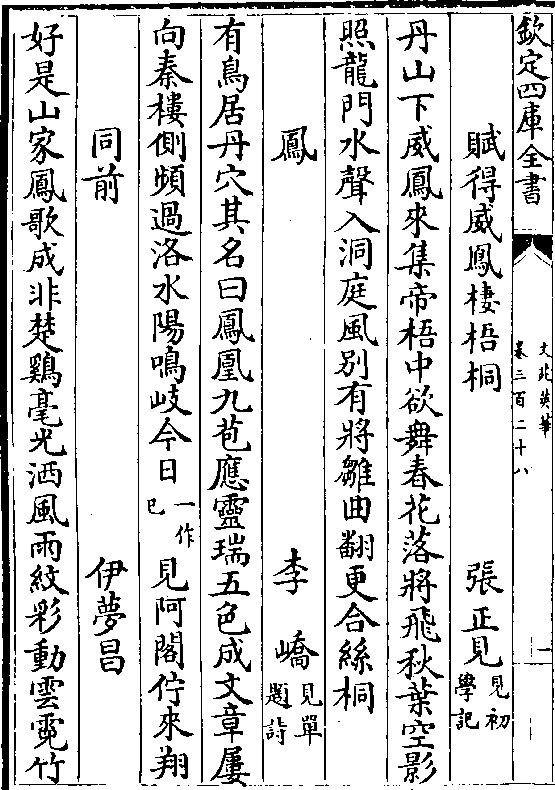 欽定四庫全書
文苑英華
卷三百二十八
一
賦得威鳳棲梧桐 張正見 見初學記
丹山下威鳳來集帝梧中欲舞春花落將飛秋葉空影
照龍門水聲入洞庭風別有將雛曲翻更合絲桐
鳳 李嶠 見單題詩
有鳥居丹穴其名曰鳳凰九苞應靈瑞五色成文章屢
向秦樓側頻過洛水陽鳴岐今日一作已見阿閣佇來翔
同前 伊夢昌
好是山家鳳歌成非楚鷄毫光洒風雨紋彩動雲霓竹